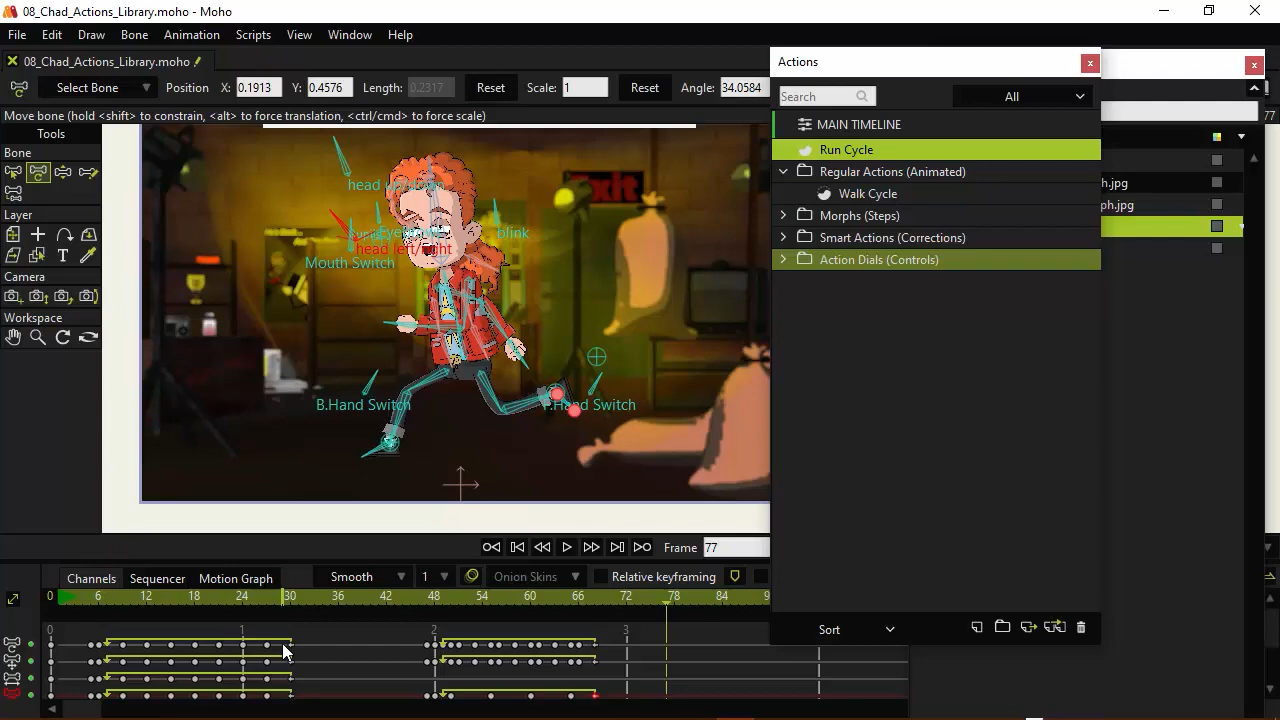 08_Chad_Actions_Library.moho - Moho
File Edit Draw Bone Animation Scripts View Window Help
08_Chad_Actions_Library.moho
Select Bone Position X: 0.1913 Y: 0.4576 Length: 0.2317 Reset Scale: 1 Reset Angle: 34.0584
Move bone (hold <shift> to constrain, <alt> to force translation, <ctrl/cmd> to force scale)
77
Tools
Bone
Layer
Camera
Workspace
Exit
head up/down
blink
head left/right
Mouth Switch
B.Hand Switch
F.Hand Switch
Actions
Search
All
MAIN TIMELINE
Run Cycle
Regular Actions (Animated)
Walk Cycle
Morphs (Steps)
Smart Actions (Corrections)
Action Dials (Controls)
h.jpg
ph.jpg
Sort
Frame 77
Channels Sequencer Motion Graph Smooth 1 Onion Skins Relative keyframing
0 6 12 18 24 30 36 42 48 54 60 66 72 78 84 9
0 1 2 3